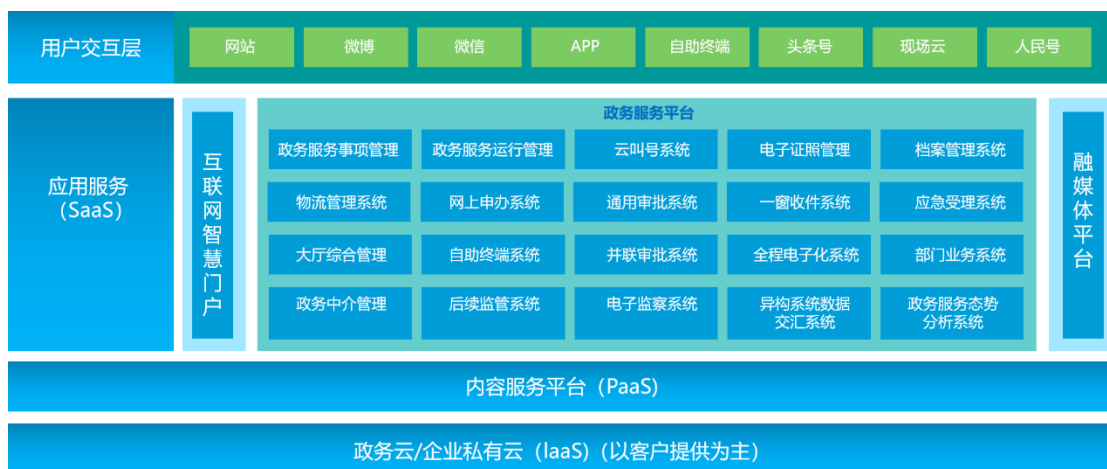 用户交互层
网站
微博
微信
APP
自助终端
头条号
现场云
人民号
应用服务
（SaaS）
互联网智慧门户
政务服务平台
政务服务事项管理
政务服务运行管理
云叫号系统
电子证照管理
档案管理系统
物流管理系统
网上申办系统
通用审批系统
一窗收件系统
应急受理系统
大厅综合管理
自助终端系统
并联审批系统
全程电子化系统
部门业务系统
政务中介管理
后续监管系统
电子监察系统
异构系统数据
交汇系统
政务服务态势
分析系统
融媒体平台
内容服务平台（PaaS）
政务云/企业私有云（IaaS)（以客户提供为主）